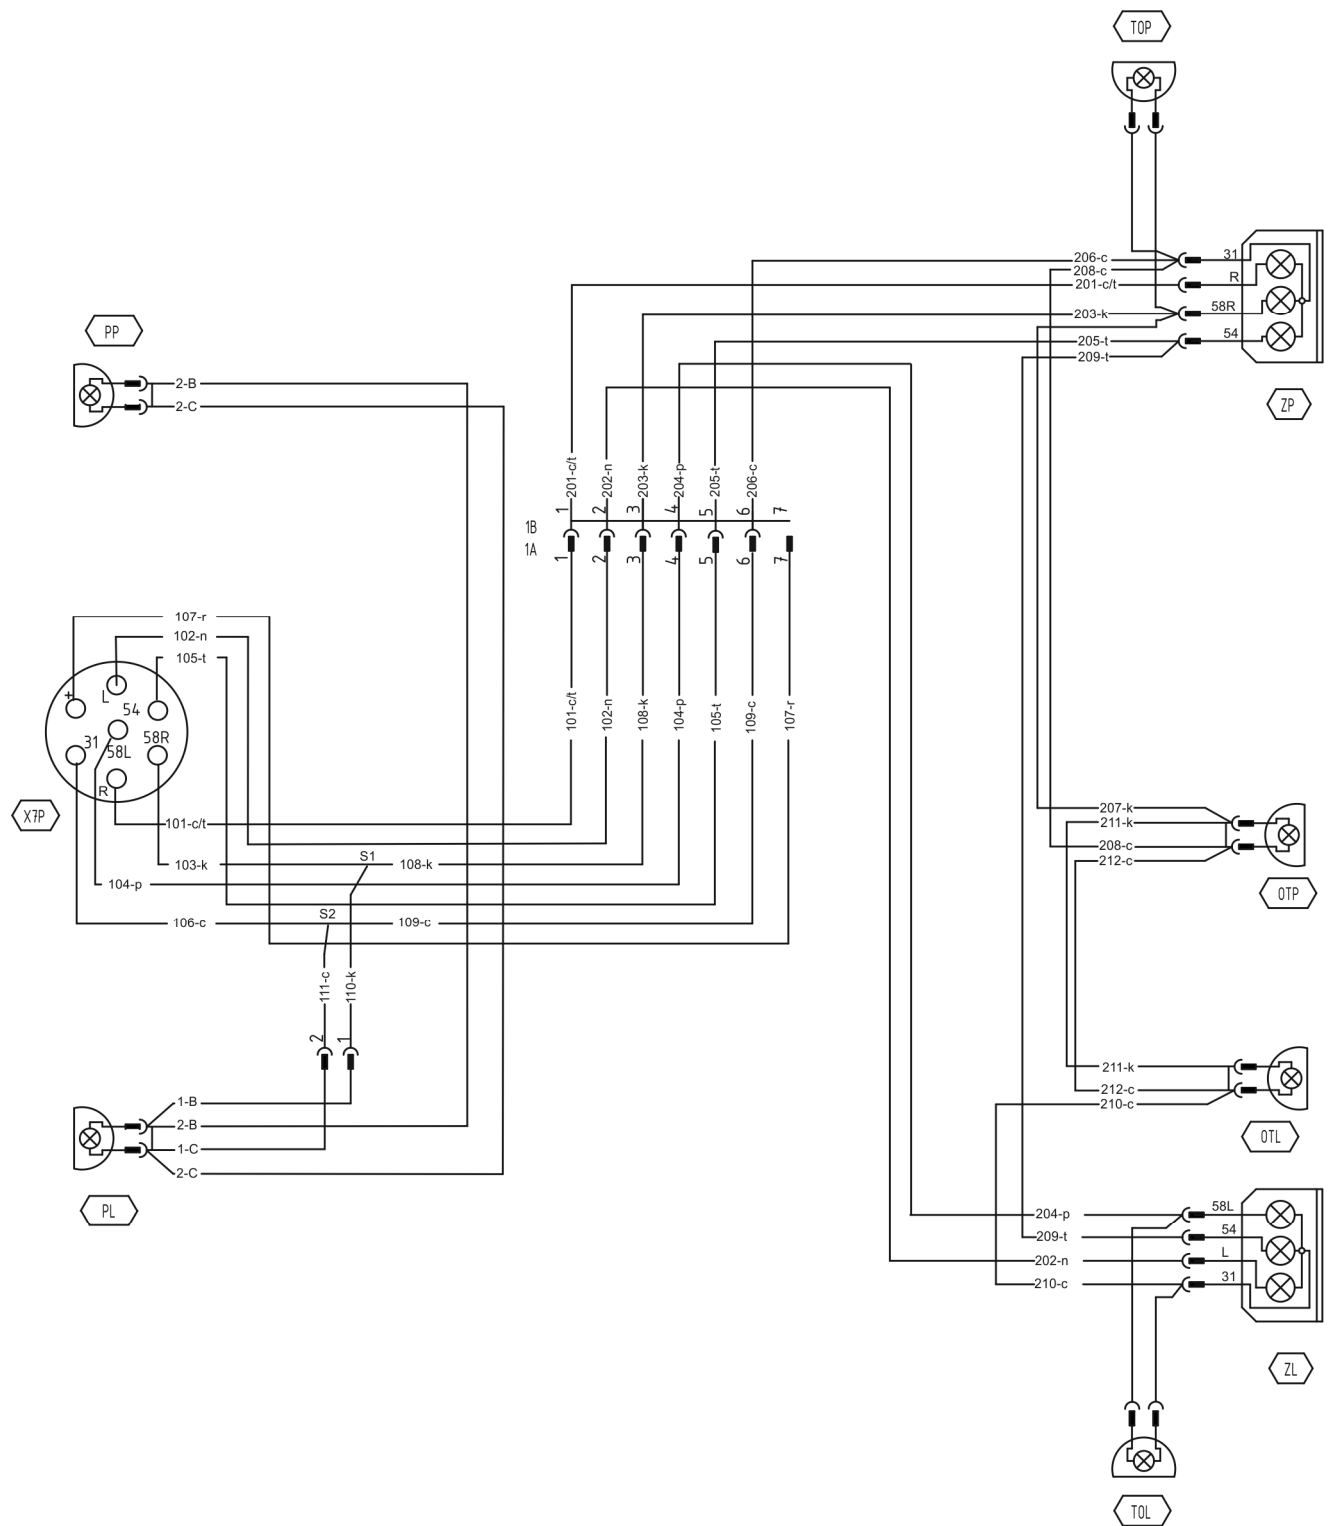 TOP
206-c
31
208-c
201-c/t
R
203-k
58R
205-t
54
209-t
ZP
PP
2-B
2-C
201-c/t
202-n
203-k
204-p
205-t
206-c
1
2
3
4
5
6
7
1B
1A
1
2
3
4
5
6
7
107-r
102-n
105-t
+
L
54
31
58L
58R
R
X7P
101-c/t
102-n
108-k
104-p
105-t
109-c
107-r
101-c/t
103-k
S1
108-k
104-p
106-c
S2
109-c
111-c
110-k
2
1
1-B
2-B
1-C
2-C
PL
207-k
211-k
208-c
212-c
OTP
211-k
212-c
210-c
OTL
204-p
58L
209-t
54
202-n
L
210-c
31
ZL
TOL